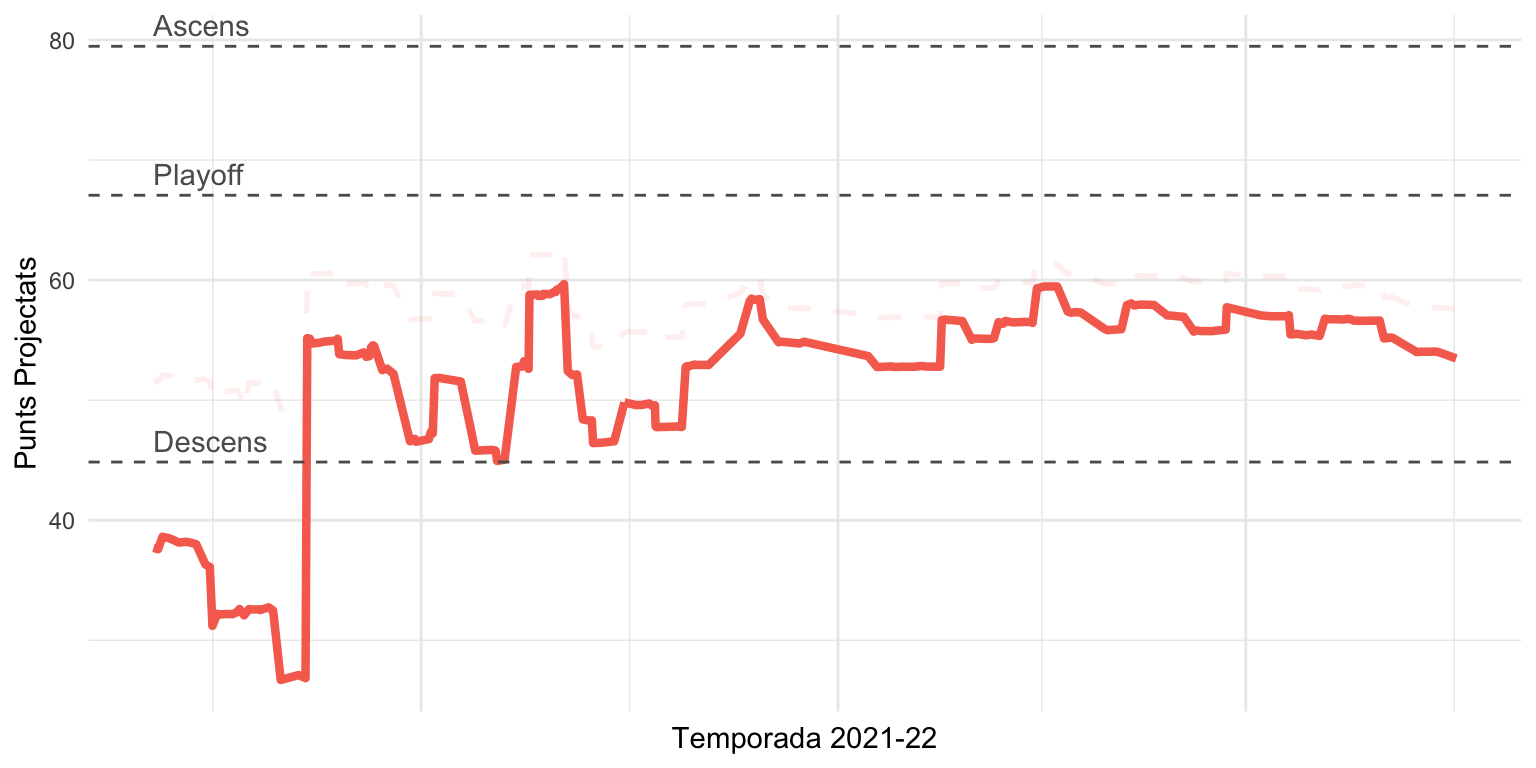 Ascens
80
Playoff
60
Punts Projectats
Descens
40
Temporada 2021-22